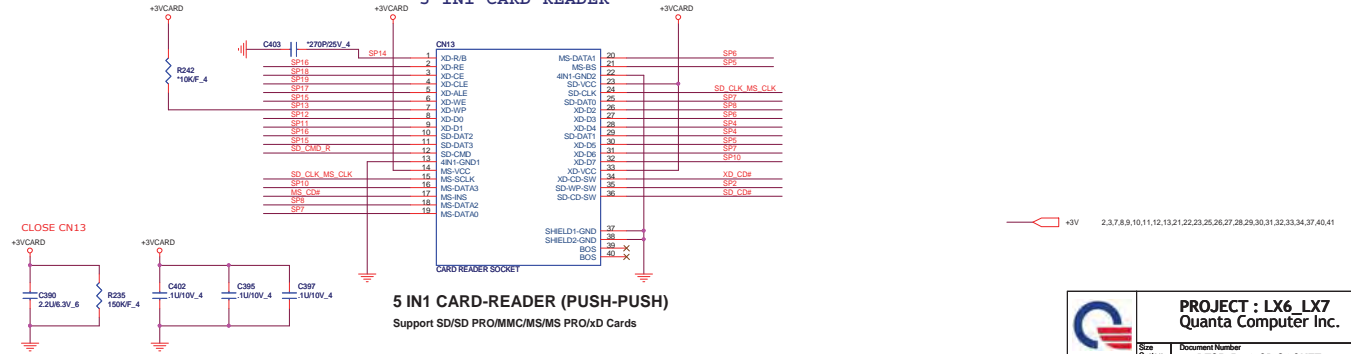 5 IN1 CARD READER
+3VCARD
+3VCARD
+3VCARD
C403 *270P/25V_4
SP14
CN13
R242
*10K/F_4
1 XD-R/B MS-DATA1 20 SP6
SP16 2 XD-RE MS-BS 21 SP5
SP18 3 XD-CE 4IN1-GND2 22
SP19 4 XD-CLE SD-VCC 23
SP17 5 XD-ALE SD-CLK 24 SD_CLK_MS_CLK
SP15 6 XD-WE SD-DAT0 25 SP7
SP13 7 XD-WP XD-D2 26 SP8
SP12 8 XD-D0 XD-D3 27 SP6
SP11 9 XD-D1 XD-D4 28 SP4
SP16 10 SD-DAT2 SD-DAT1 29 SP4
SP15 11 SD-DAT3 XD-D5 30 SP5
SD_CMD_R 12 SD-CMD XD-D6 31 SP7
13 4IN1-GND1 XD-D7 32 SP10
14 MS-VCC XD-VCC 33
SD_CLK_MS_CLK 15 MS-SCLK XD-CD-SW 34 XD_CD#
SP10 16 MS-DATA3 SD-WP-SW 35 SP2
MS_CD# 17 MS-INS SD-CD-SW 36 SD_CD#
SP8 18 MS-DATA2
SP7 19 MS-DATA0
SHIELD1-GND 37
SHIELD2-GND 38
BOS 39
BOS 40
CARD READER SOCKET
CLOSE CN13
+3VCARD
+3VCARD
C390
2.2U/6.3V_6
R235
150K/F_4
C402
.1U/10V_4
C395
.1U/10V_4
C397
.1U/10V_4
5 IN1 CARD-READER (PUSH-PUSH)
Support SD/SD PRO/MMC/MS/MS PRO/xD Cards
+3V 2,3,7,8,9,10,11,12,13,21,22,23,25,26,27,28,29,30,31,32,33,34,37,40,41
PROJECT : LX6_LX7
Quanta Computer Inc.
Size Document Number